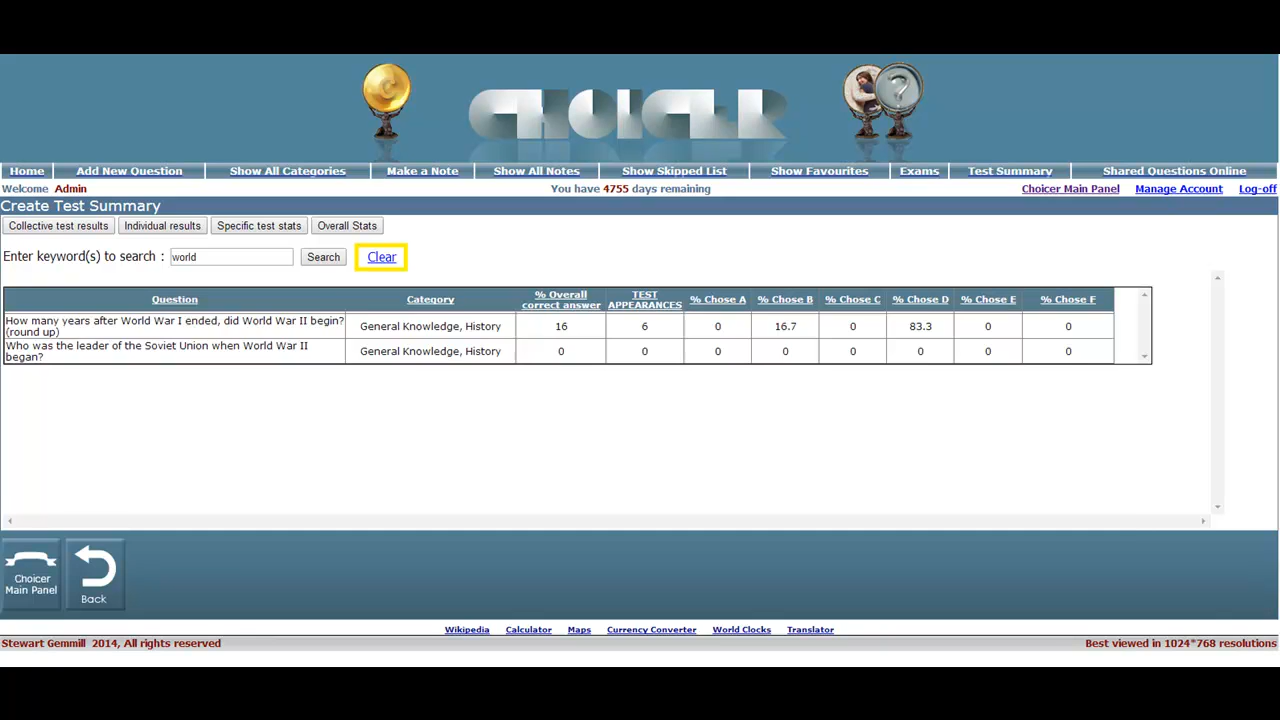 CHOICER
Home Add New Question Show All Categories Make a Note Show All Notes Show Skipped List Show Favourites Exams Test Summary Shared Questions Online
Welcome Admin You have 4755 days remaining Choicer Main Panel Manage Account Log-off
Create Test Summary
Collective test results Individual results Specific test stats Overall Stats
Enter keyword(s) to search : world Search Clear
Question Category % Overall correct answer TEST APPEARANCES % Chose A % Chose B % Chose C % Chose D % Chose E % Chose F
How many years after World War I ended, did World War II begin?
(round up) General Knowledge, History 16 6 0 16.7 0 83.3 0 0
Who was the leader of the Soviet Union when World War II
began? General Knowledge, History 0 0 0 0 0 0 0 0
Choicer
Main Panel
Back
Wikipedia Calculator Maps Currency Converter World Clocks Translator
Stewart Gemmill 2014, All rights reserved Best viewed in 1024*768 resolutions